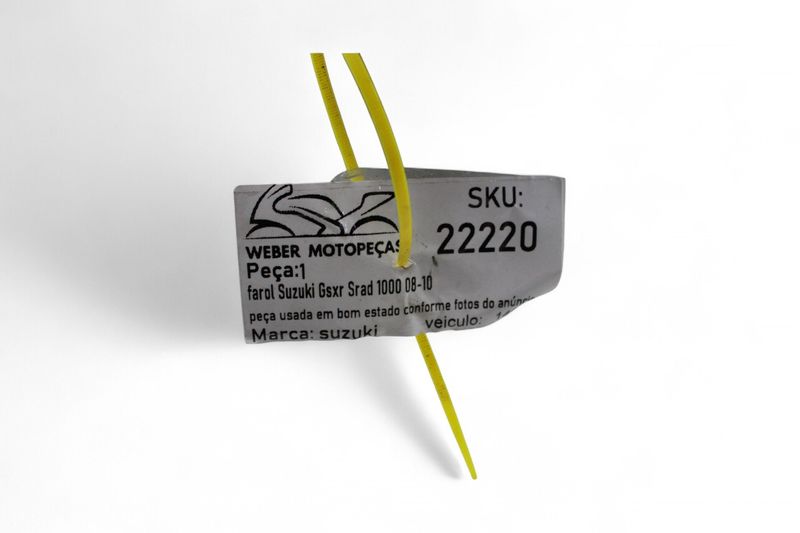 SKU:
22220
WEBER MOTOPEÇAS
Peça:1
farol Suzuki Gsxr Srad 1000 08-10
peça usada em bom estado conforme fotos do anúncio
Marca: suzuki veiculo: